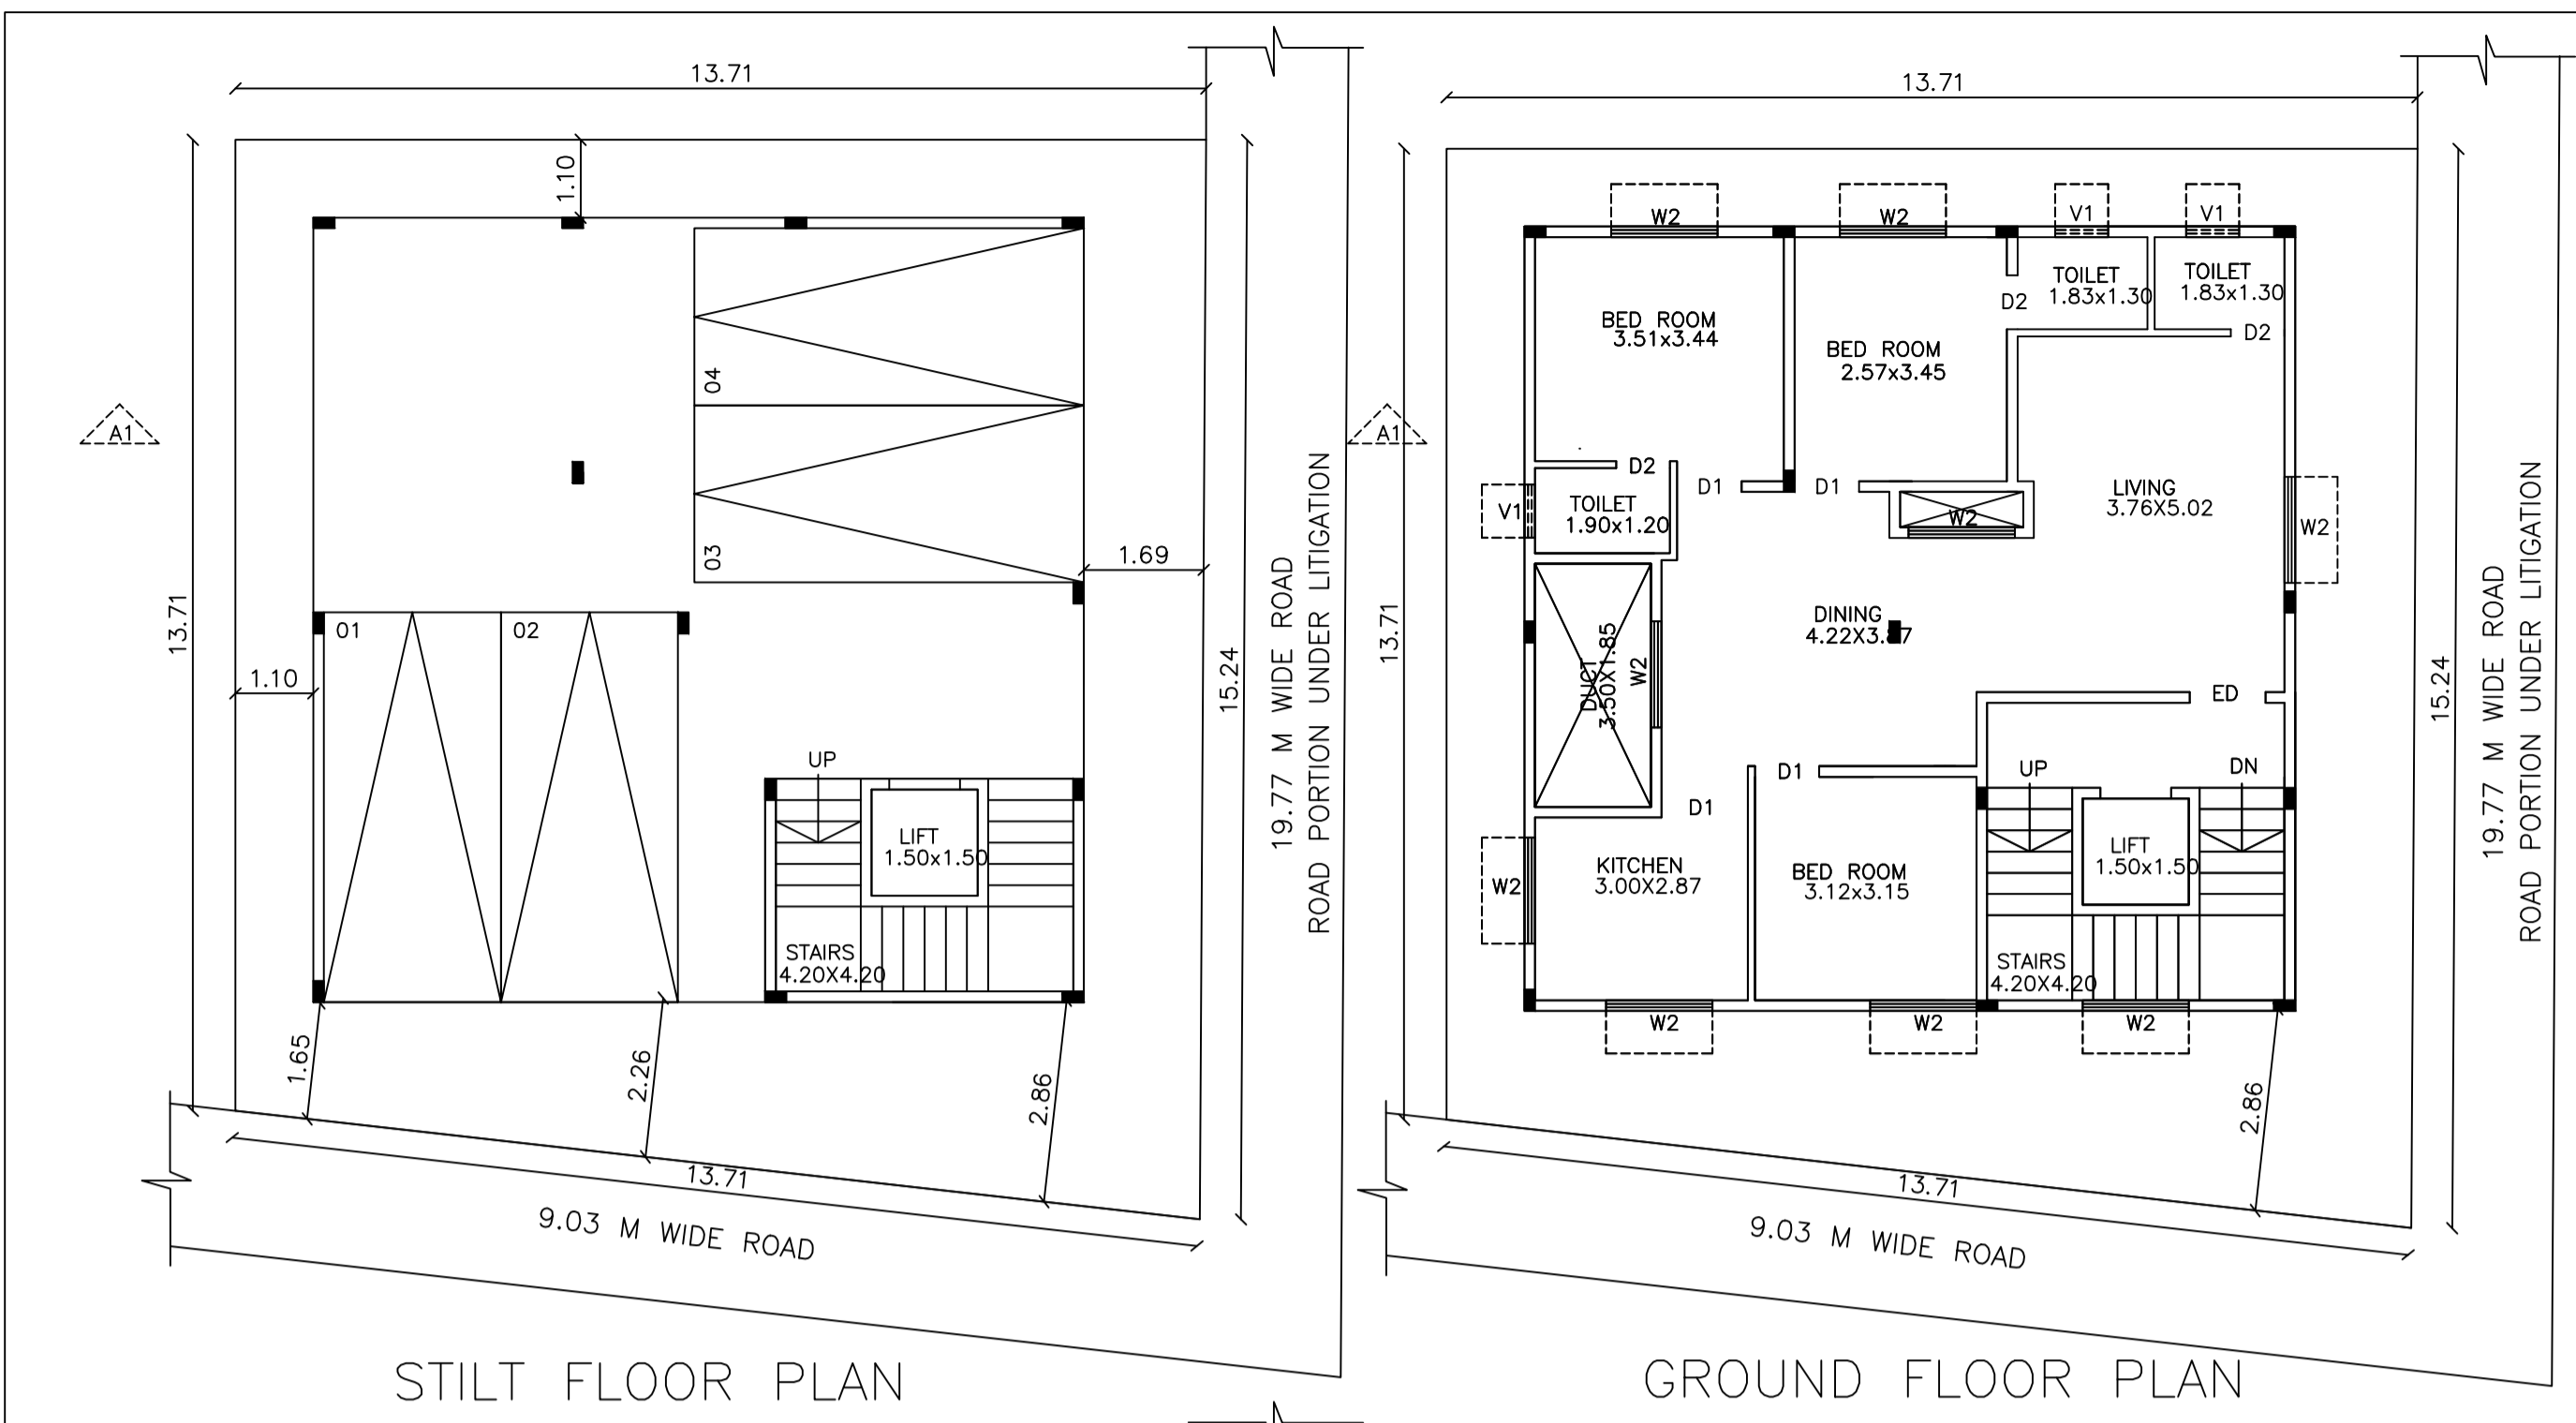 13.71
1.10
04
03
A1
13.71
1.10
01
02
1.69
15.24
19.77 M WIDE ROAD
ROAD PORTION UNDER LITIGATION
UP
LIFT
1.50x1.50
STAIRS
4.20X4.20
1.65
2.26
2.86
13.71
9.03 M WIDE ROAD
STILT FLOOR PLAN
13.71
W2
W2
V1
V1
TOILET
1.83x1.30
TOILET
1.83x1.30
D2
D2
BED ROOM
3.51x3.44
BED ROOM
2.57x3.45
A1
D2
D1
D1
V1
TOILET
1.90x1.20
W2
LIVING
3.76X5.02
W2
13.71
DINING
4.22X3.
DUCT
3.50X1.85
W2
ED
15.24
19.77 M WIDE ROAD
ROAD PORTION UNDER LITIGATION
D1
D1
UP
DN
LIFT
1.50x1.50
W2
KITCHEN
3.00X2.87
BED ROOM
3.12x3.15
STAIRS
4.20X4.20
W2
W2
W2
2.86
13.71
9.03 M WIDE ROAD
GROUND FLOOR PLAN